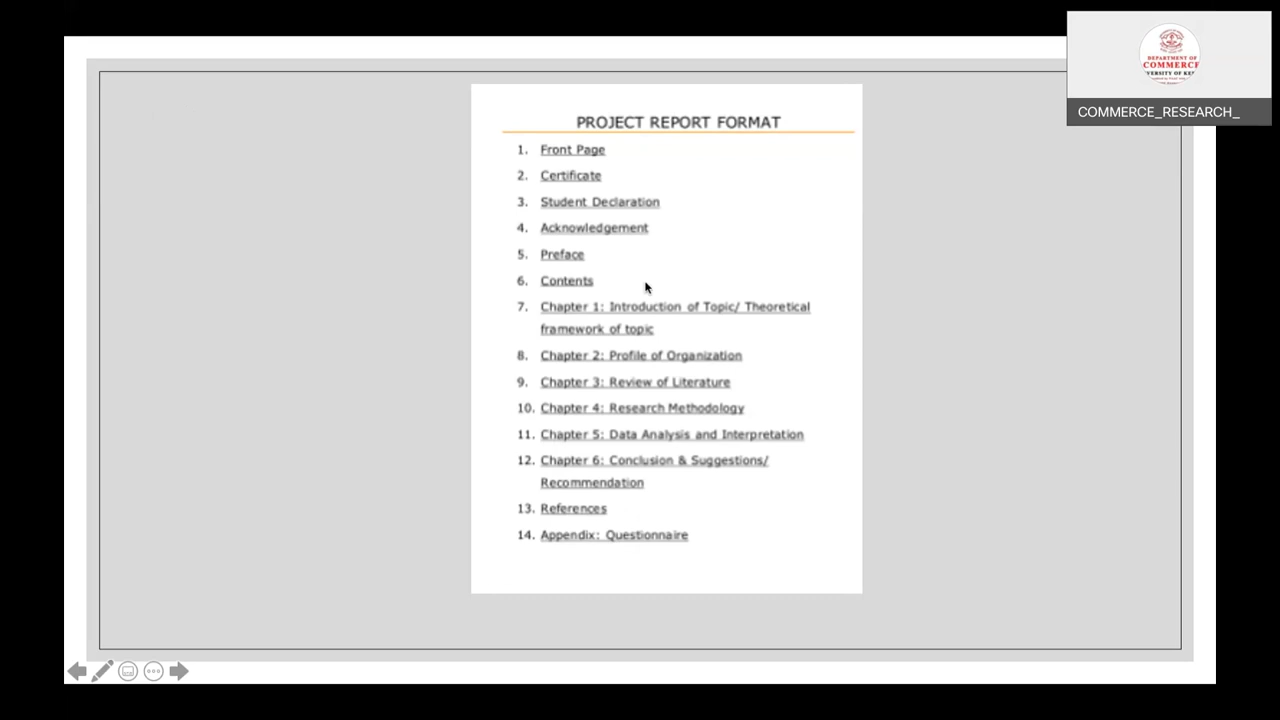 DEPARTMENT OF
COMMERCE
COMMERCE_RESEARCH_
PROJECT REPORT FORMAT
1. Front Page
2. Certificate
3. Student Declaration
4. Acknowledgement
5. Preface
6. Contents
7. Chapter 1: Introduction of Topic/ Theoretical
framework of topic
8. Chapter 2: Profile of Organization
9. Chapter 3: Review of Literature
10. Chapter 4: Research Methodology
11. Chapter 5: Data Analysis and Interpretation
12. Chapter 6: Conclusion & Suggestions/
Recommendation
13. References
14. Appendix: Questionnaire